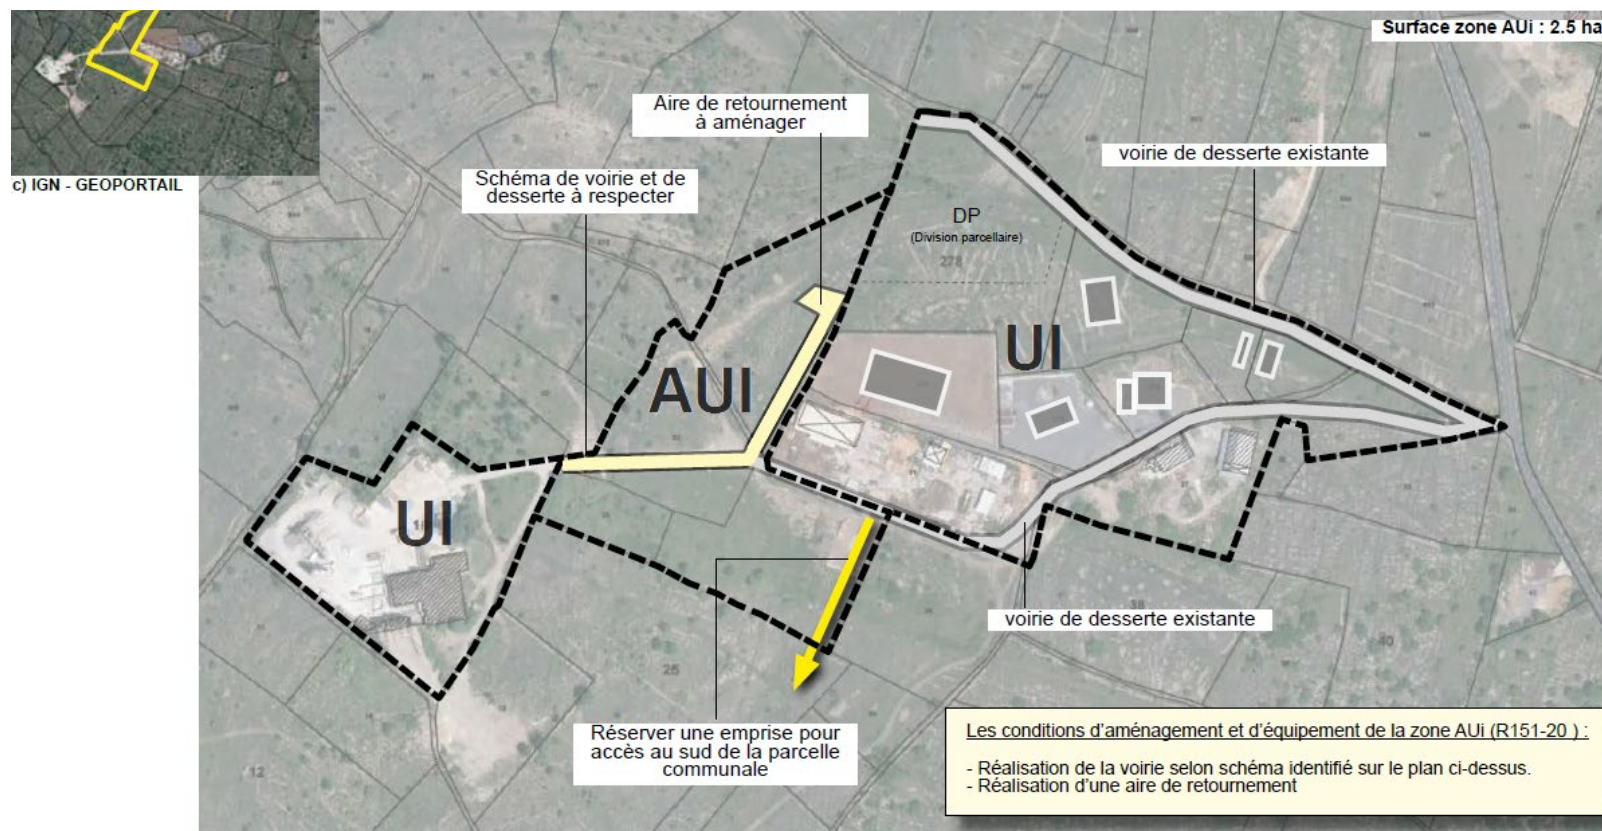 Surface zone AUi : 2.5 ha
c) IGN - GEOPORTAIL
Aire de retournement
à aménager
voirie de desserte existante
Schéma de voirie et de
desserte à respecter
DP
(Division parcellaire)
278
UI
AUI
UI
voirie de desserte existante
38
40
25
12
Réserver une emprise pour
accès au sud de la parcelle
communale
Les conditions d'aménagement et d'équipement de la zone AUi (R151-20 ) :
- Réalisation de la voirie selon schéma identifié sur le plan ci-dessus.
- Réalisation d'une aire de retournement